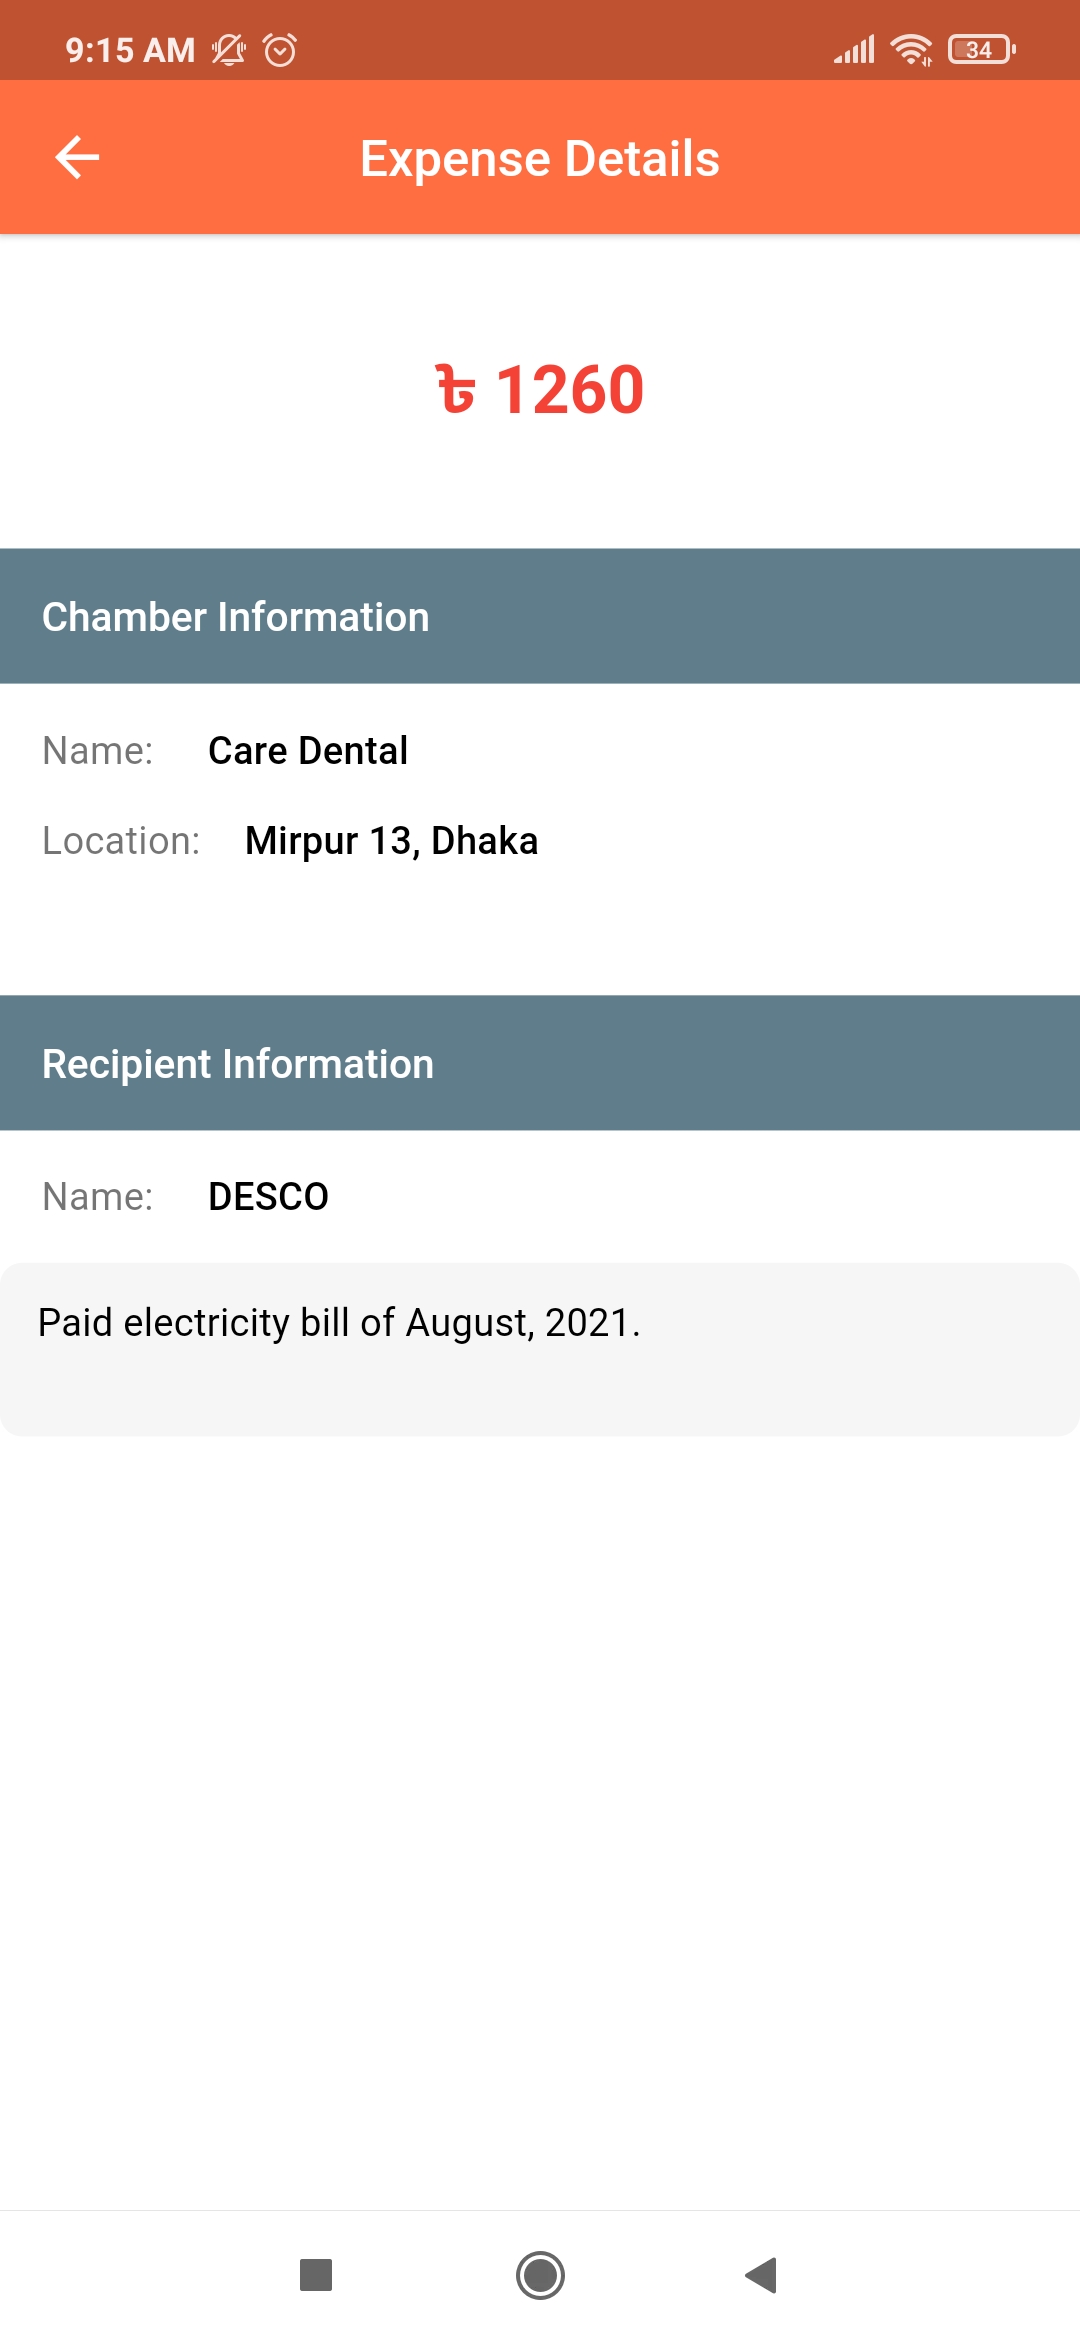 9:15 AM
34
Expense Details
৳ 1260
Chamber Information
Name: Care Dental
Location: Mirpur 13, Dhaka
Recipient Information
Name: DESCO
Paid electricity bill of August, 2021.